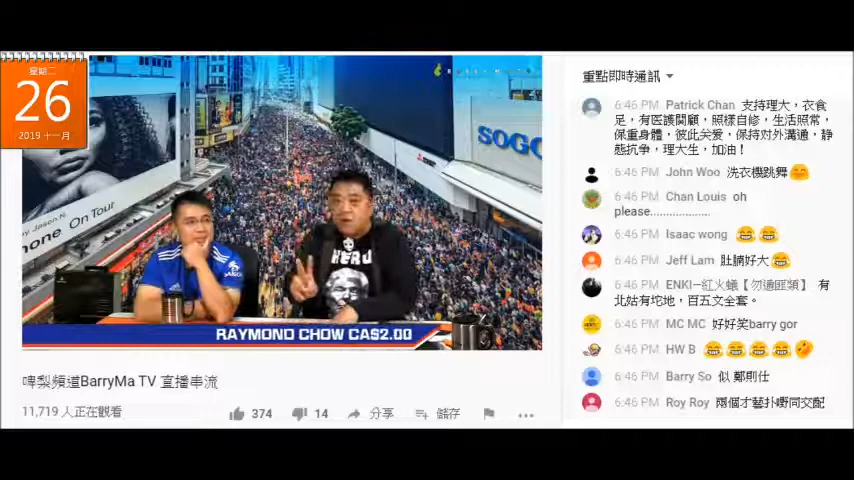 星期二
26
2019 十一月
SOGO
y Jason N.
one On Tour
HERO
RAYMOND CHOW CA$2.00
啤梨頻道BarryMa TV 直播串流
11,719 人正在觀看
374
14
分享
儲存
重點即時通訊
6:46 PM Patrick Chan 支持理大，衣食
足，有医護開顧，照樣自修，生活照常，
保重身體，彼此关爱，保持对外溝通，静
態抗争，理大生，加油！
6:46 PM John Woo 洗衣機跳舞🤗
6:46 PM Chan Louis oh
please..................
6:46 PM Isaac wong 😂😂
6:46 PM Jeff Lam 肚腩好大😂
6:46 PM ENKI—紅火蟻【勿遺匪類】 有
北姑有坨地，百五文全套。
6:46 PM MC MC 好好笑barry gor
6:46 PM HW B 😂😂😂😂🤣
6:46 PM Barry So 似 鄭則仕
6:46 PM Roy Roy 兩個才藝扑嘢同交配